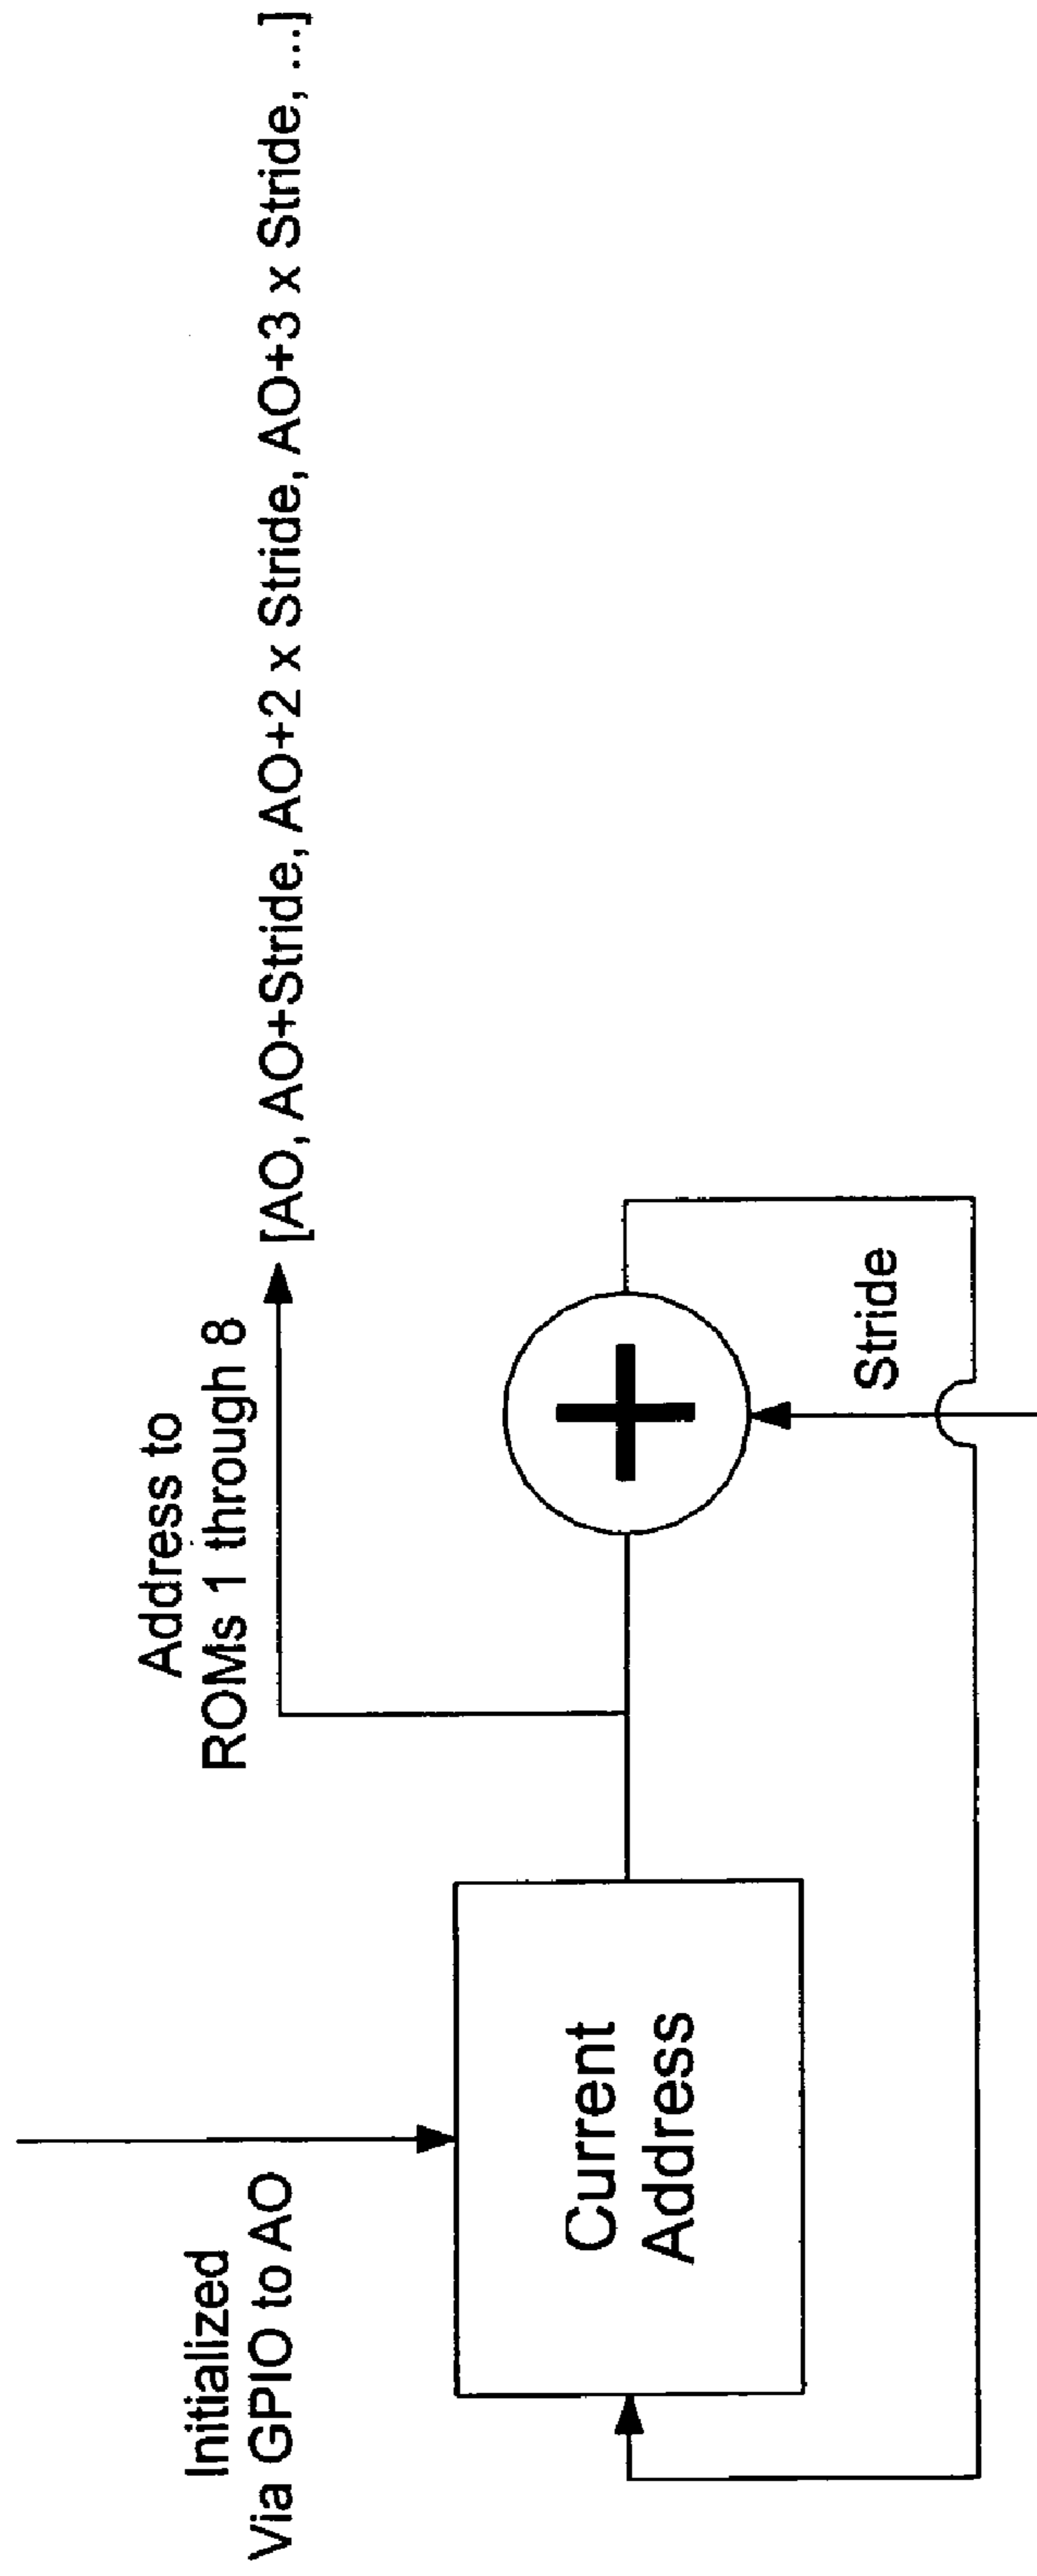 Initialized
Via GPIO to AO
Address to
ROMs 1 through 8
[AO, AO+Stride, AO+2 x Stride, AO+3 x Stride, ...]
Current
Address
+
Stride